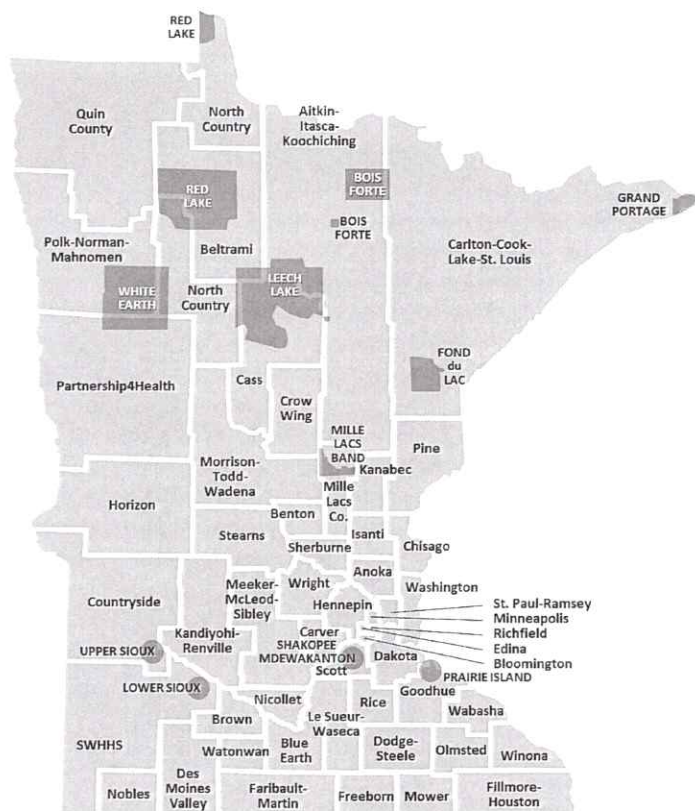 RED
LAKE
Quin
County
North
Country
Aitkin-
Itasca-
Koochiching
RED
LAKE
BOIS
FORTE
GRAND
PORTAGE
BOIS
FORTE
Polk-Norman-
Mahnomen
Beltrami
Carlton-Cook-
Lake-St. Louis
WHITE
EARTH
North
Country
LEECH
LAKE
FOND
du
LAC
Partnership4Health
Cass
Crow
Wing
MILLE
LACS
BAND
Pine
Kanabec
Morrison-
Todd-
Wadena
Mille
Lacs
Co.
Horizon
Benton
Isanti
Stearns
Sherburne
Chisago
Anoka
Wright
Washington
Meeker-
McLeod-
Sibley
Countryside
Hennepin
St. Paul-Ramsey
Minneapolis
Richfield
Edina
Bloomington
Kandiyohi-
Renville
Carver
UPPER SIOUX
SHAKOPEE
MDEWAKANTON
Scott
Dakota
PRAIRIE ISLAND
LOWER SIOUX
Nicollet
Rice
Goodhue
Wabasha
Le Sueur-
Waseca
Brown
SWHHS
Watonwan
Blue
Earth
Dodge-
Steele
Olmsted
Winona
Nobles
Des
Moines
Valley
Faribault-
Martin
Freeborn
Mower
Fillmore-
Houston